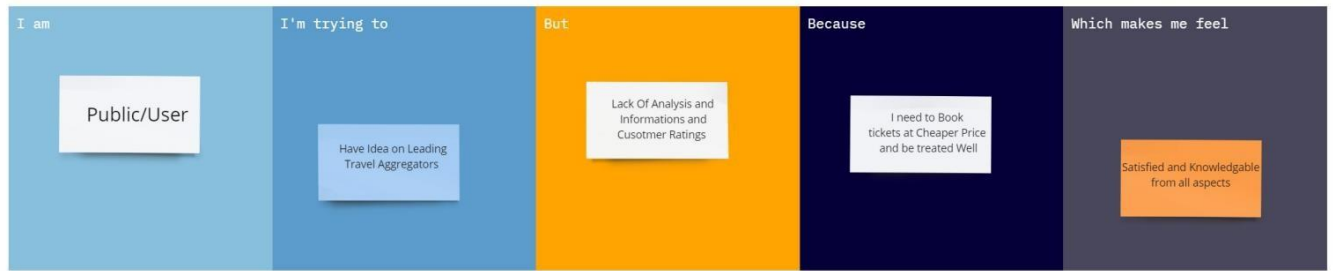 I am
Public/User
I'm trying to
Have Idea on Leading
Travel Aggregators
But
Lack Of Analysis and
Informations and
Cusotmer Ratings
Because
I need to Book
tickets at Cheaper Price
and be treated Well
Which makes me feel
Satisfied and Knowledgable
from all aspects